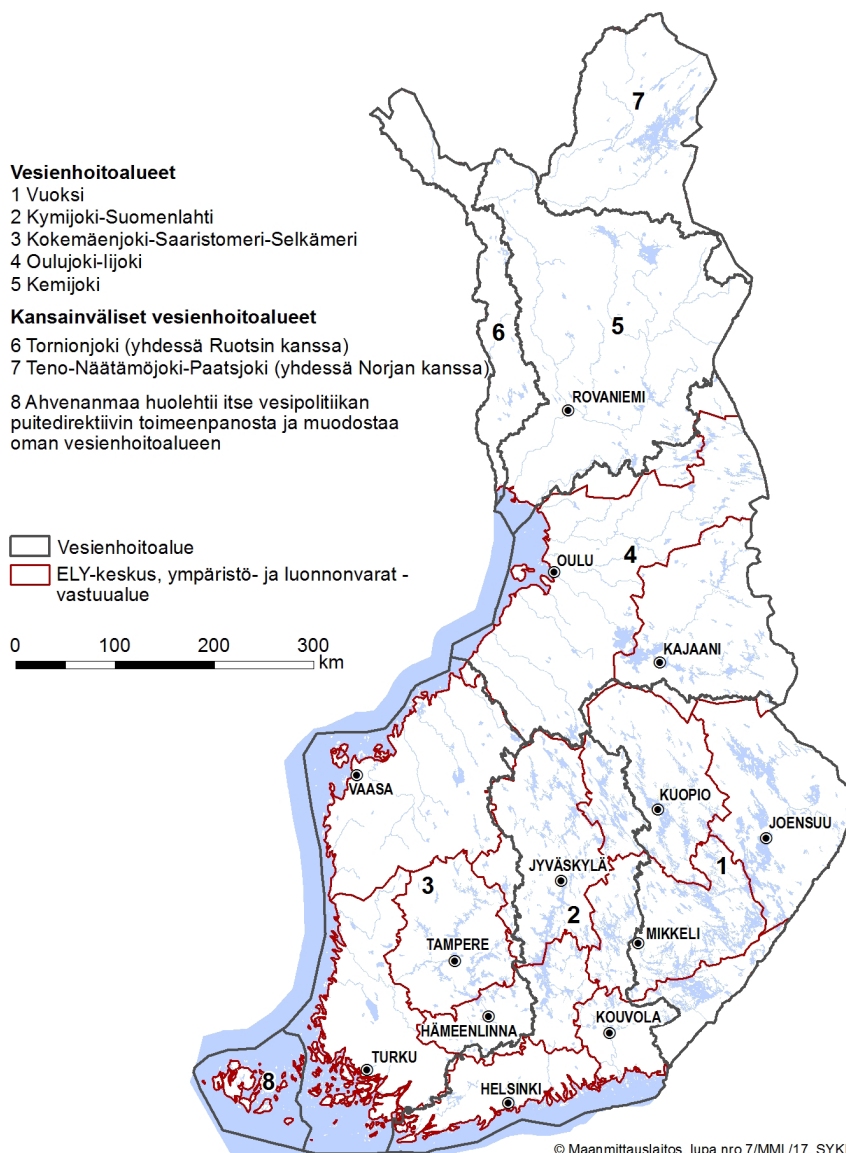 Vesienhoitoalueet
1 Vuoksi
2 Kymijoki-Suomenlahti
3 Kokemäenjoki-Saaristomeri-Selkämeri
4 Oulujoki-Iijoki
5 Kemijoki
Kansainväliset vesienhoitoalueet
6 Tornionjoki (yhdessä Ruotsin kanssa)
7 Teno-Näätämöjoki-Paatsjoki (yhdessä Norjan kanssa)
8 Ahvenanmaa huolehtii itse vesipolitiikan
puitedirektiivin toimeenpanosta ja muodostaa
oman vesienhoitoalueen
Vesienhoitoalue
ELY-keskus, ympäristö- ja luonnonvarat -
vastuualue
0 100 200 300
km
7
6
5
ROVANIEMI
4
OULU
KAJAANI
VAASA
KUOPIO
JOENSUU
JYVÄSKYLÄ
1
3
2
MIKKELI
TAMPERE
HÄMEENLINNA
KOUVOLA
TURKU
8
HELSINKI
© Maanmittauslaitos, lupa nro 7/MML/17, SYKE